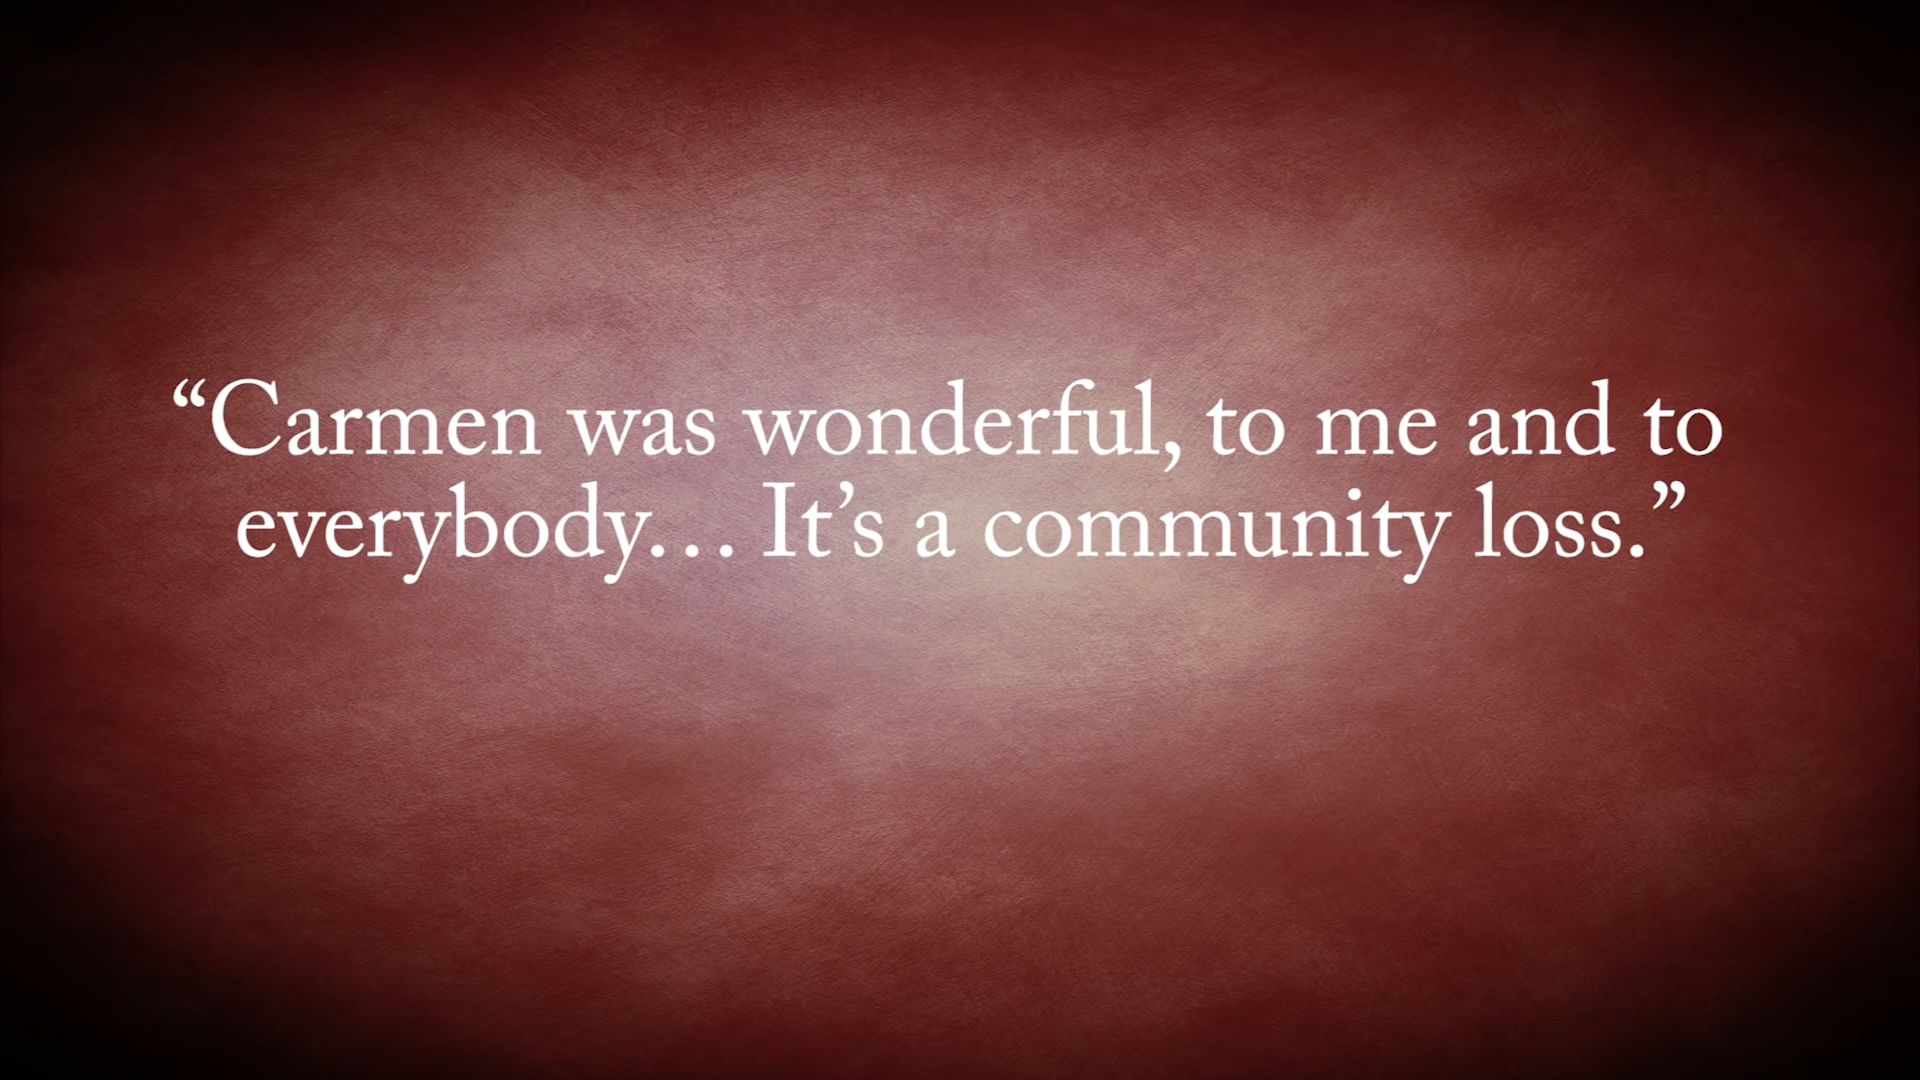 “Carmen was wonderful, to me and to
everybody… It’s a community loss.”